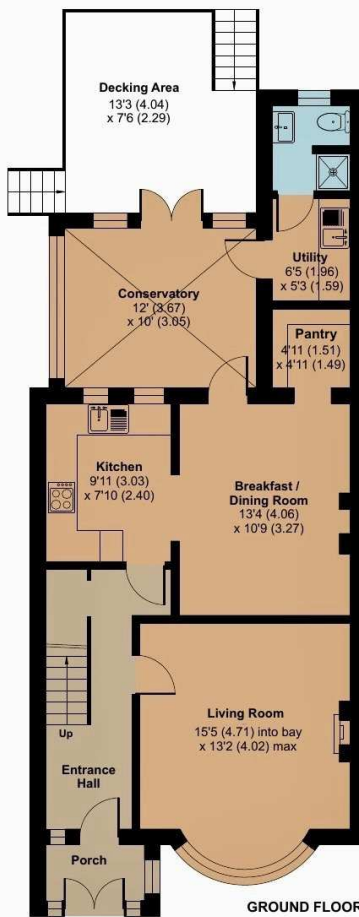 Decking Area
13'3 (4.04)
x 7'6 (2.29)
Utility
6'5 (1.96)
x 5'3 (1.59)
Conservatory
12' (3.67)
x 10' (3.05)
Pantry
4'11 (1.51)
x 4'11 (1.49)
Kitchen
9'11 (3.03)
x 7'10 (2.40)
Breakfast /
Dining Room
13'4 (4.06)
x 10'9 (3.27)
Living Room
15'5 (4.71) into bay
x 13'2 (4.02) max
Up
Entrance
Hall
Porch
GROUND FLOOR